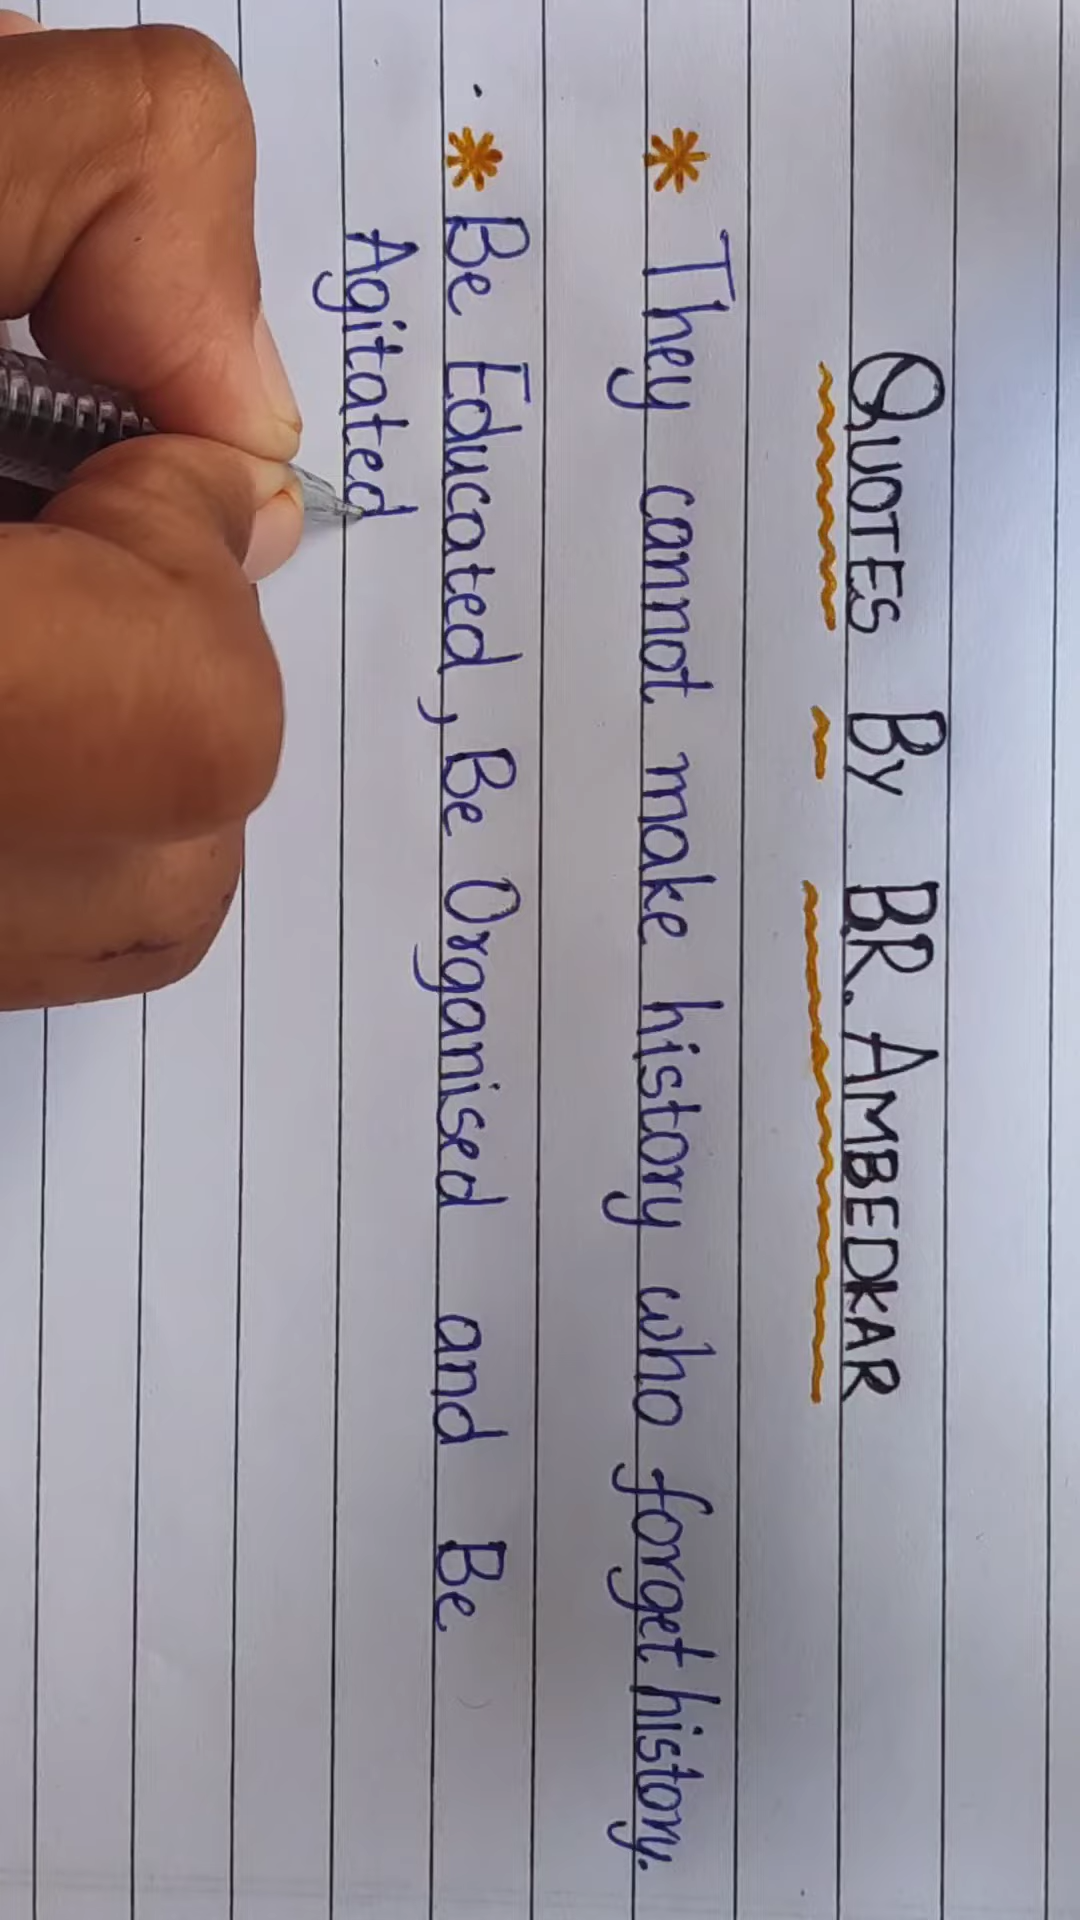 QUOTES BY BR. AMBEDKAR
* They cannot make history who forget history.
* Be Educated, Be Organised and Be
Agitated